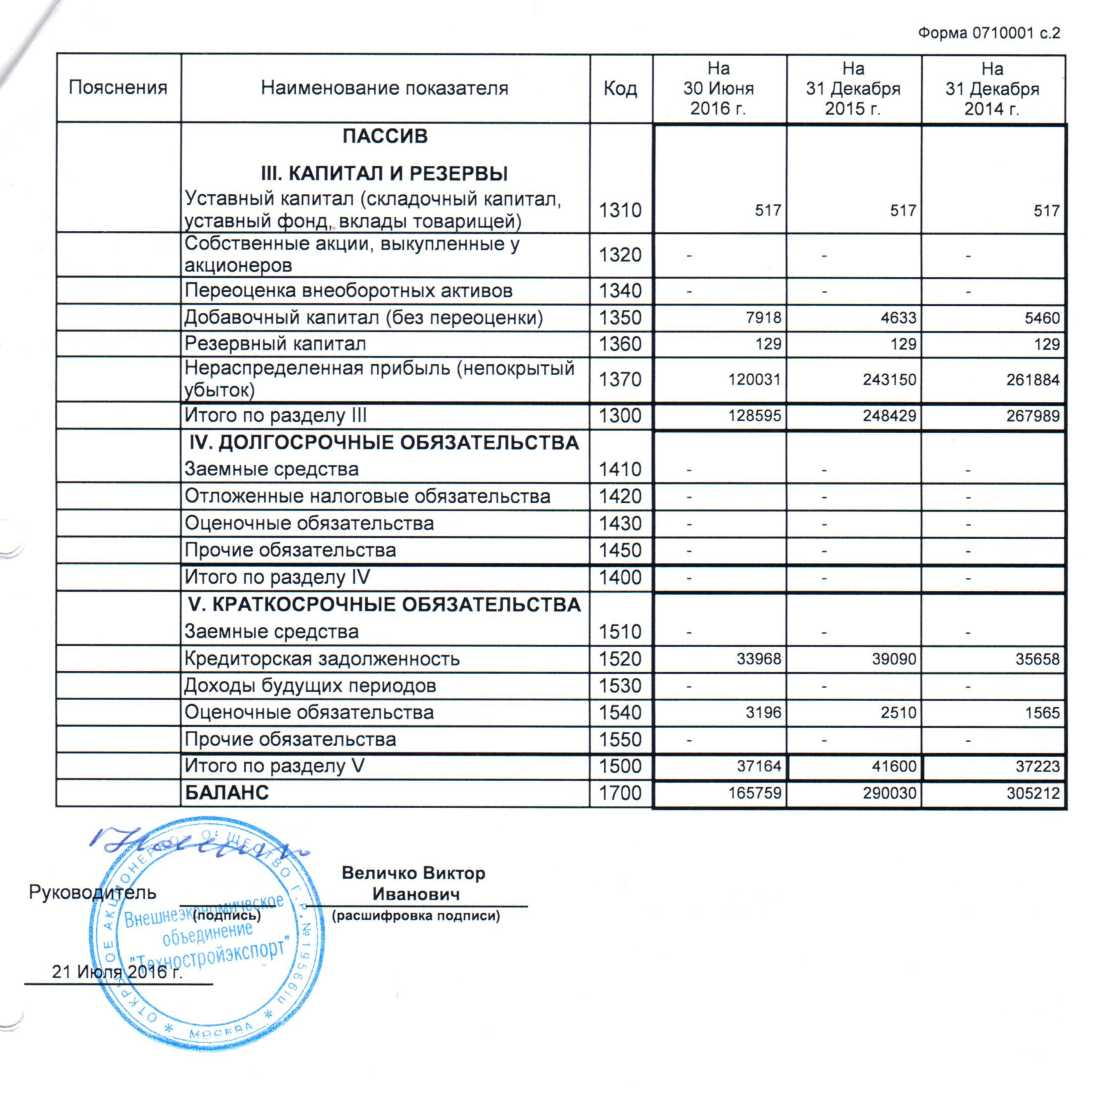 Форма 0710001 с.2
Пояснения Наименование показателя Код На 30 Июня 2016 г. На 31 Декабря 2015 г. На 31 Декабря 2014 г.
ПАССИВ
III. КАПИТАЛ И РЕЗЕРВЫ
Уставный капитал (складочный капитал,
уставный фонд, вклады товарищей) 1310 517 517 517
Собственные акции, выкупленные у
акционеров 1320 - - -
Переоценка внеоборотных активов 1340 - - -
Добавочный капитал (без переоценки) 1350 7918 4633 5460
Резервный капитал 1360 129 129 129
Нераспределенная прибыль (непокрытый
убыток) 1370 120031 243150 261884
Итого по разделу III 1300 128595 248429 267989
IV. ДОЛГОСРОЧНЫЕ ОБЯЗАТЕЛЬСТВА
Заемные средства 1410 - - -
Отложенные налоговые обязательства 1420 - - -
Оценочные обязательства 1430 - - -
Прочие обязательства 1450 - - -
Итого по разделу IV 1400 - - -
V. КРАТКОСРОЧНЫЕ ОБЯЗАТЕЛЬСТВА
Заемные средства 1510 - - -
Кредиторская задолженность 1520 33968 39090 35658
Доходы будущих периодов 1530 - - -
Оценочные обязательства 1540 3196 2510 1565
Прочие обязательства 1550 - - -
Итого по разделу V 1500 37164 41600 37223
БАЛАНС 1700 165759 290030 305212
Величко Виктор
Руководитель Иванович
(подпись) (расшифровка подписи)
21 Июля 2016 г.
ОТКРЫТОЕ АКЦИОНЕРНОЕ ОБЩЕСТВО
МОСКВА
Внешнеэкономическое
объединение
"Техностройэкспорт"